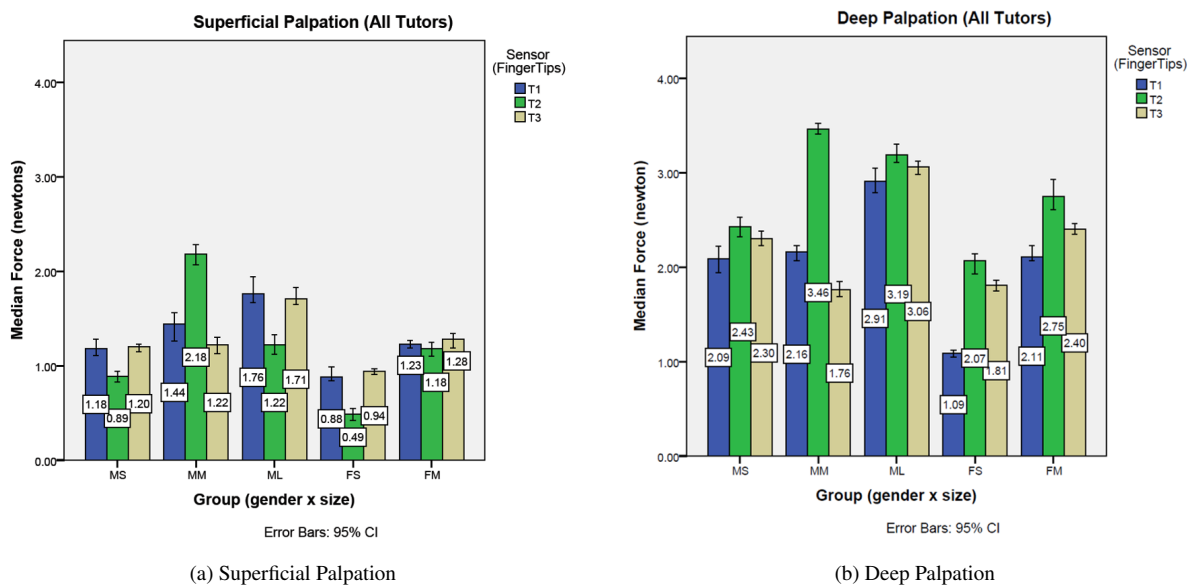 Superficial Palpation (All Tutors)
Median Force (newtons)
4.00
3.00
2.00
1.00
0.00
1.18
0.89
1.20
1.44
2.18
1.22
1.76
1.22
1.71
0.88
0.49
0.94
1.23
1.18
1.28
MS
MM
ML
FS
FM
Group (gender x size)
Error Bars: 95% CI
Sensor
(FingerTips)
T1
T2
T3
(a) Superficial Palpation
Deep Palpation (All Tutors)
Median Force (newton)
4.00
3.00
2.00
1.00
0.00
2.09
2.43
2.30
2.16
3.46
1.76
2.91
3.19
3.06
1.09
2.07
1.81
2.11
2.75
2.40
MS
MM
ML
FS
FM
Group (gender x size)
Error Bars: 95% CI
Sensor
(FingerTips)
T1
T2
T3
(b) Deep Palpation